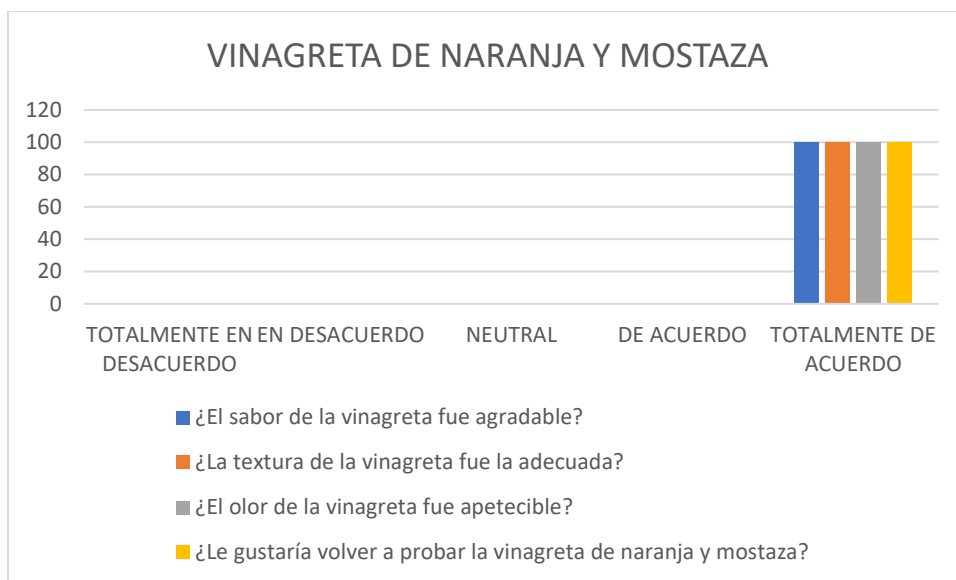 VINAGRETA DE NARANJA Y MOSTAZA
120
100
80
60
40
20
0
TOTALMENTE EN DESACUERDO
EN DESACUERDO
NEUTRAL
DE ACUERDO
TOTALMENTE DE ACUERDO
¿El sabor de la vinagreta fue agradable?
¿La textura de la vinagreta fue la adecuada?
¿El olor de la vinagreta fue apetecible?
¿Le gustaría volver a probar la vinagreta de naranja y mostaza?